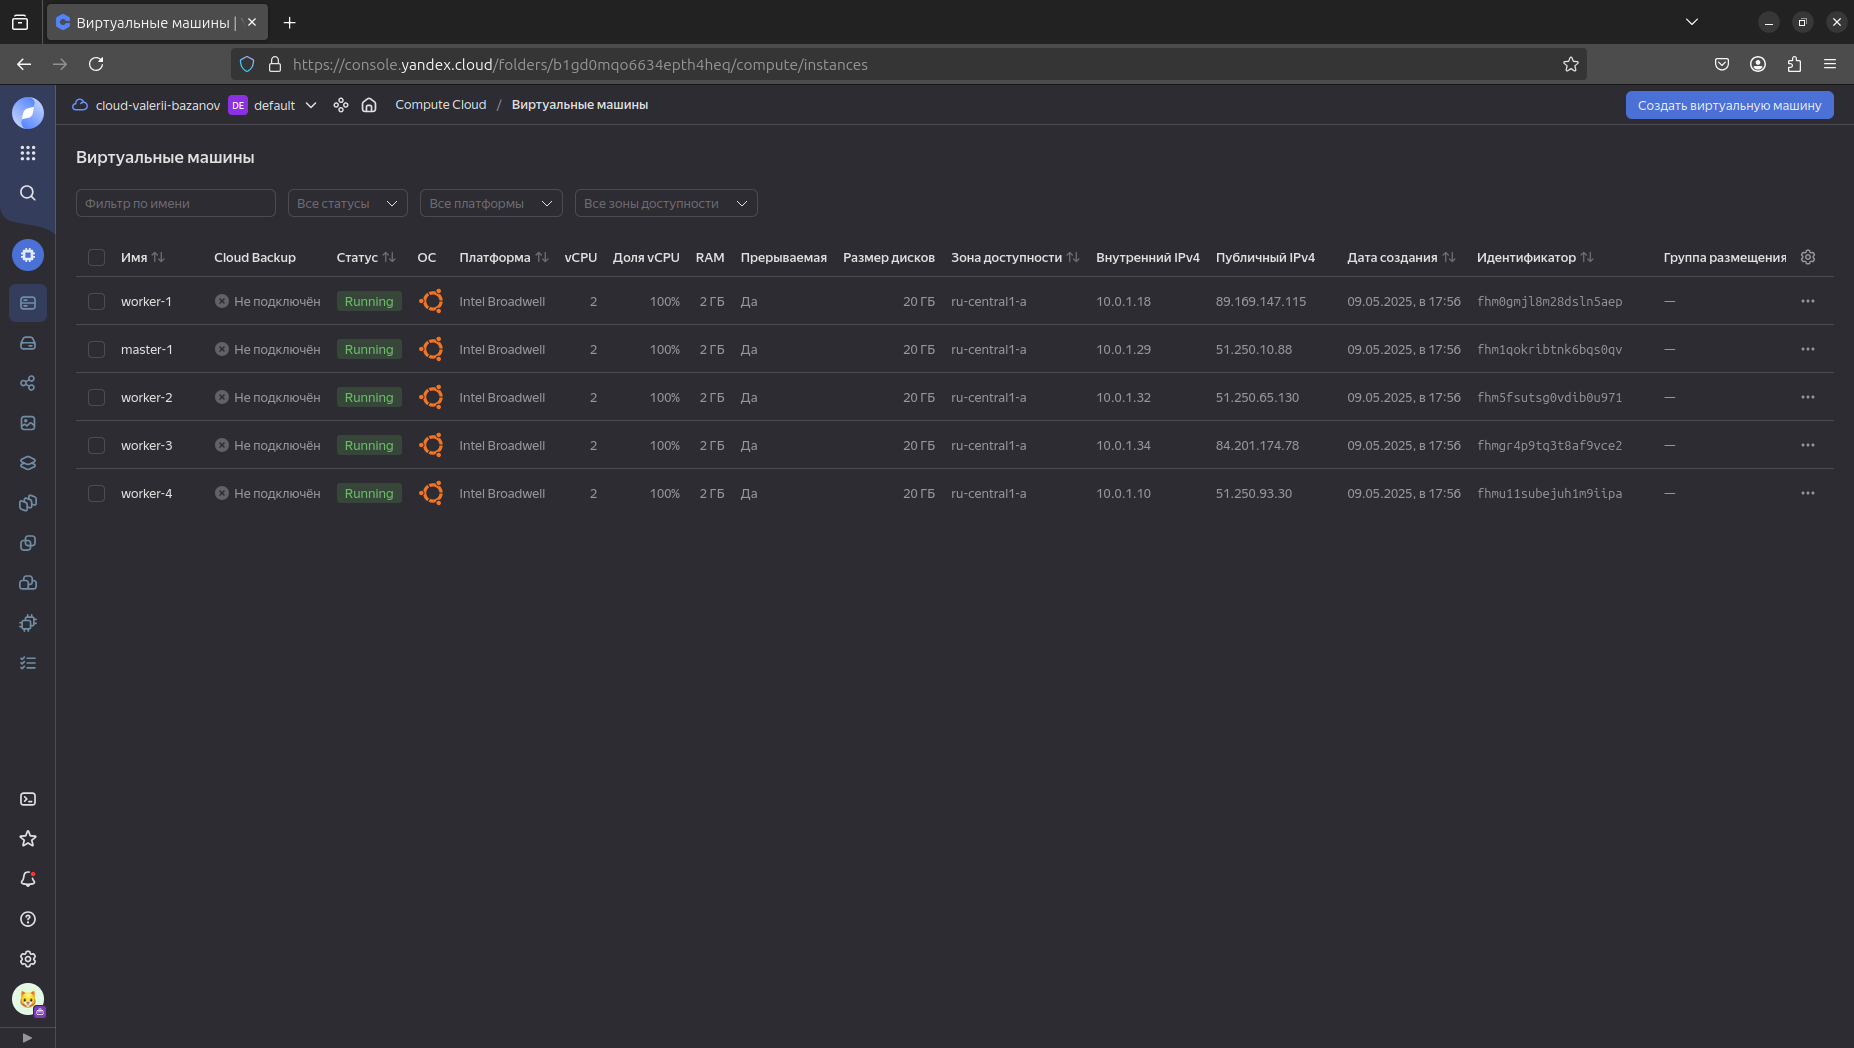 Виртуальные машины |
https://console.yandex.cloud/folders/b1gd0mqo6634epth4heq/compute/instances
cloud-valerii-bazanov DE default Compute Cloud / Виртуальные машины Создать виртуальную машину
Виртуальные машины
Фильтр по имени Все статусы Все платформы Все зоны доступности
Имя Cloud Backup Статус ОС Платформа vCPU Доля vCPU RAM Прерываемая Размер дисков Зона доступности Внутренний IPv4 Публичный IPv4 Дата создания Идентификатор Группа размещения
worker-1 Не подключён Running Intel Broadwell 2 100% 2 ГБ Да 20 ГБ ru-central1-a 10.0.1.18 89.169.147.115 09.05.2025, в 17:56 fhm0gmjl8m28dsln5aep —
master-1 Не подключён Running Intel Broadwell 2 100% 2 ГБ Да 20 ГБ ru-central1-a 10.0.1.29 51.250.10.88 09.05.2025, в 17:56 fhm1qokribtnk6bqs0qv —
worker-2 Не подключён Running Intel Broadwell 2 100% 2 ГБ Да 20 ГБ ru-central1-a 10.0.1.32 51.250.65.130 09.05.2025, в 17:56 fhm5fsutsg0vdib0u971 —
worker-3 Не подключён Running Intel Broadwell 2 100% 2 ГБ Да 20 ГБ ru-central1-a 10.0.1.34 84.201.174.78 09.05.2025, в 17:56 fhmgr4p9tq3t8af9vce2 —
worker-4 Не подключён Running Intel Broadwell 2 100% 2 ГБ Да 20 ГБ ru-central1-a 10.0.1.10 51.250.93.30 09.05.2025, в 17:56 fhmu11subejuh1m9iipa —